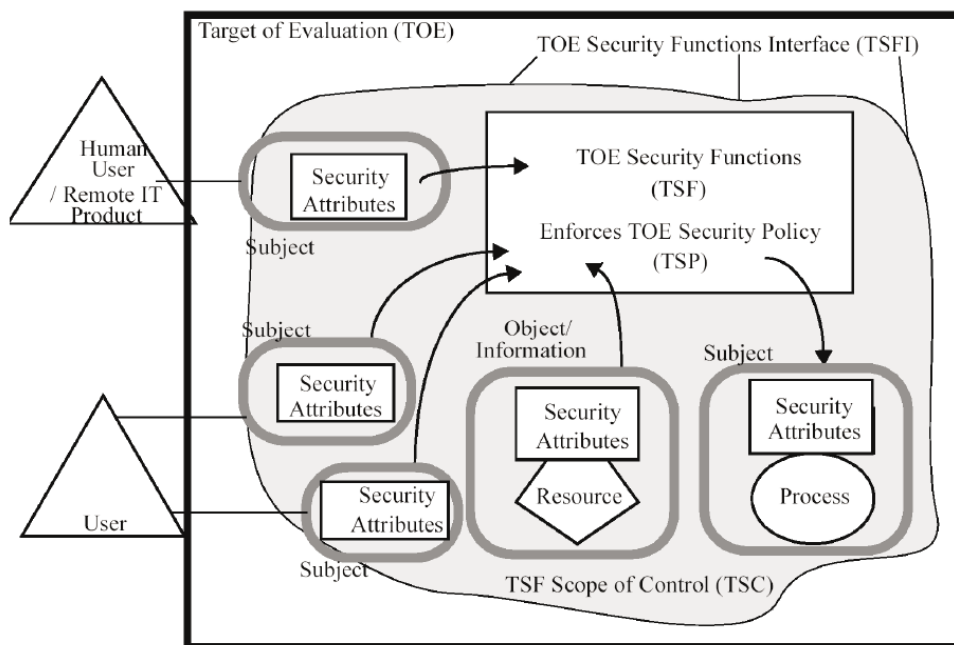 Target of Evaluation (TOE)
TOE Security Functions Interface (TSFI)
Human
User
/ Remote IT
Product
Security
Attributes
Subject
TOE Security Functions
(TSF)
Enforces TOE Security Policy
(TSP)
Subject
Security
Attributes
Object/
Information
Subject
Security
Attributes
Resource
Security
Attributes
Process
User
Security
Attributes
Subject
TSF Scope of Control (TSC)